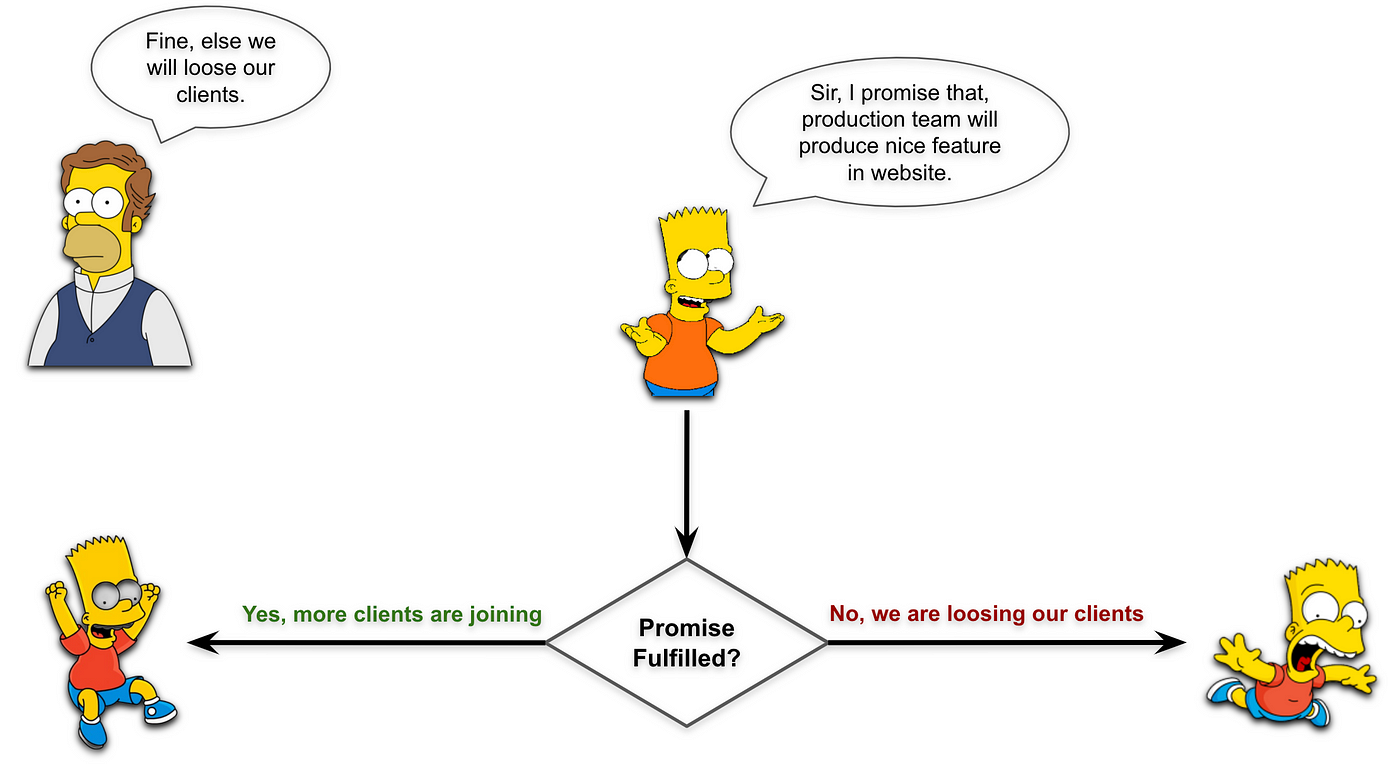 Fine, else we
will loose our
clients.
Sir, I promise that,
production team will
produce nice feature
in website.
Yes, more clients are joining
Promise
Fulfilled?
No, we are loosing our clients